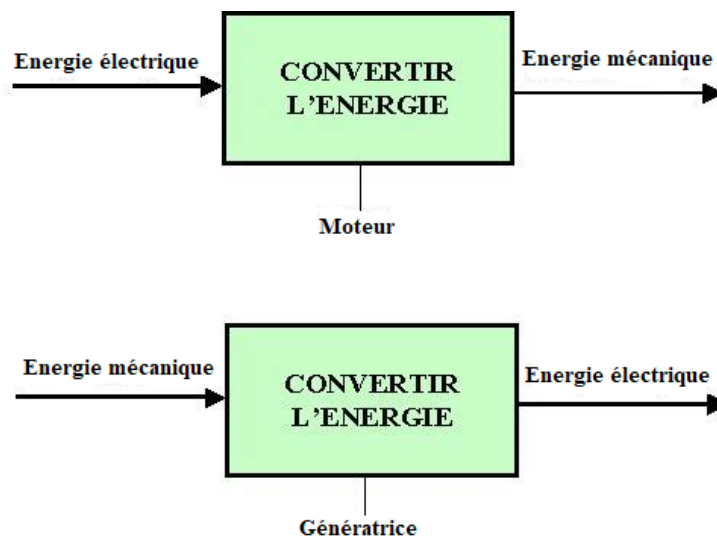 Energie électrique
CONVERTIR
L'ENERGIE
Energie mécanique
Moteur
Energie mécanique
CONVERTIR
L'ENERGIE
Energie électrique
Génératrice